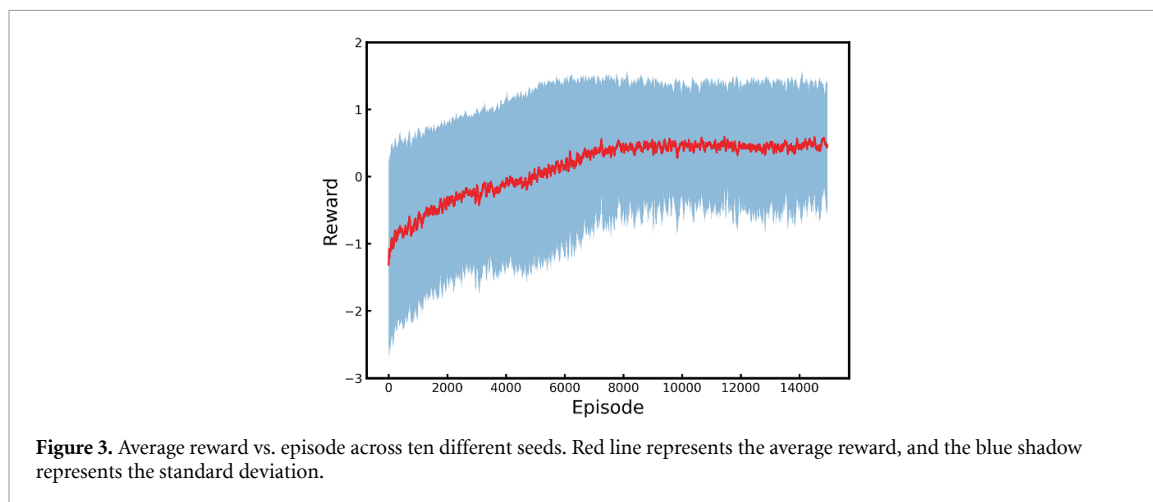 2
1
0
−1
−2
−3
Reward
0 2000 4000 6000 8000 10000 12000 14000
Episode
Figure 3. Average reward vs. episode across ten different seeds. Red line represents the average reward, and the blue shadow
represents the standard deviation.